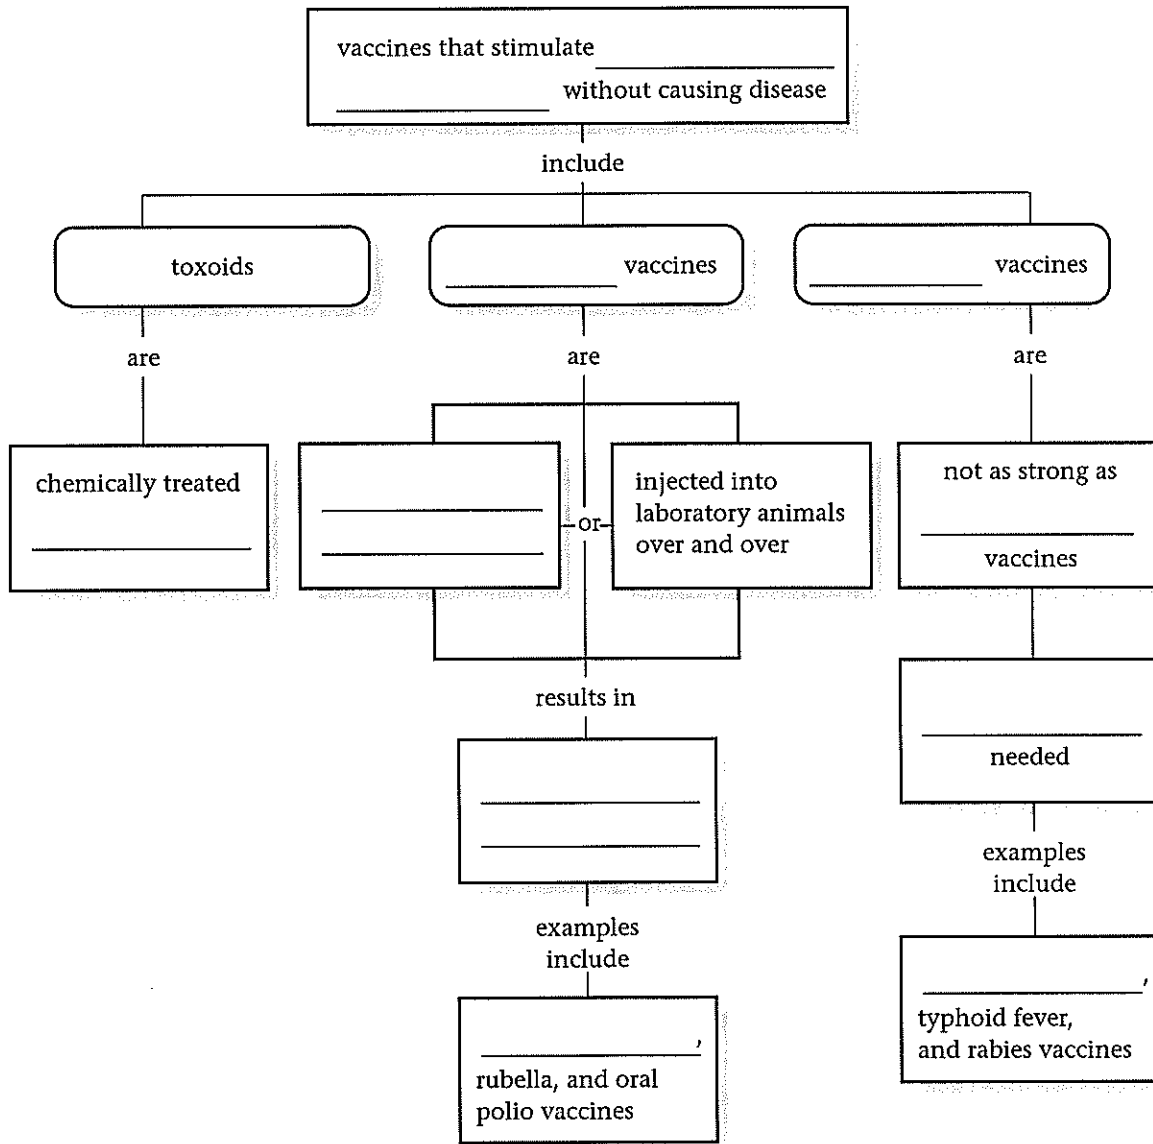 vaccines that stimulate
without causing disease
include
toxoids
vaccines
vaccines
are
are
are
chemically treated
or
injected into
laboratory animals
over and over
not as strong as
vaccines
results in
needed
examples
include
examples
include
,
rubella, and oral
polio vaccines
,
typhoid fever,
and rabies vaccines